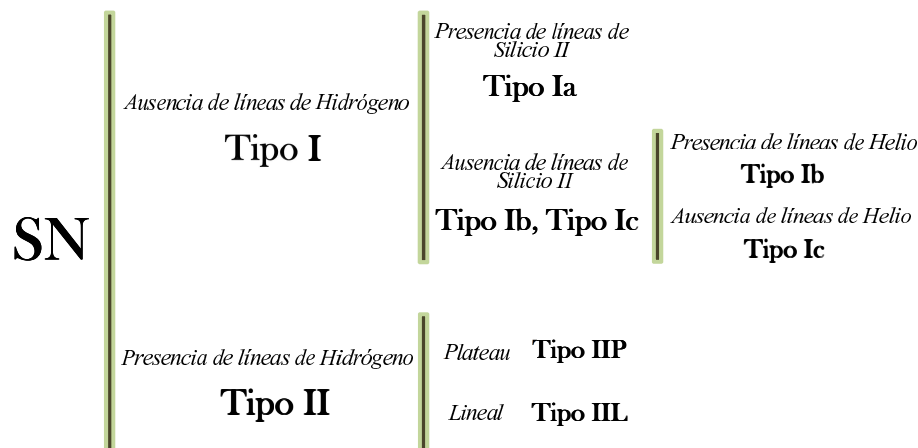 SN
Ausencia de líneas de Hidrógeno
Tipo I
Presencia de líneas de
Silicio II
Tipo Ia
Ausencia de líneas de
Silicio II
Tipo Ib, Tipo Ic
Presencia de líneas de Helio
Tipo Ib
Ausencia de líneas de Helio
Tipo Ic
Presencia de líneas de Hidrógeno
Tipo II
Plateau Tipo IIP
Lineal Tipo IIL